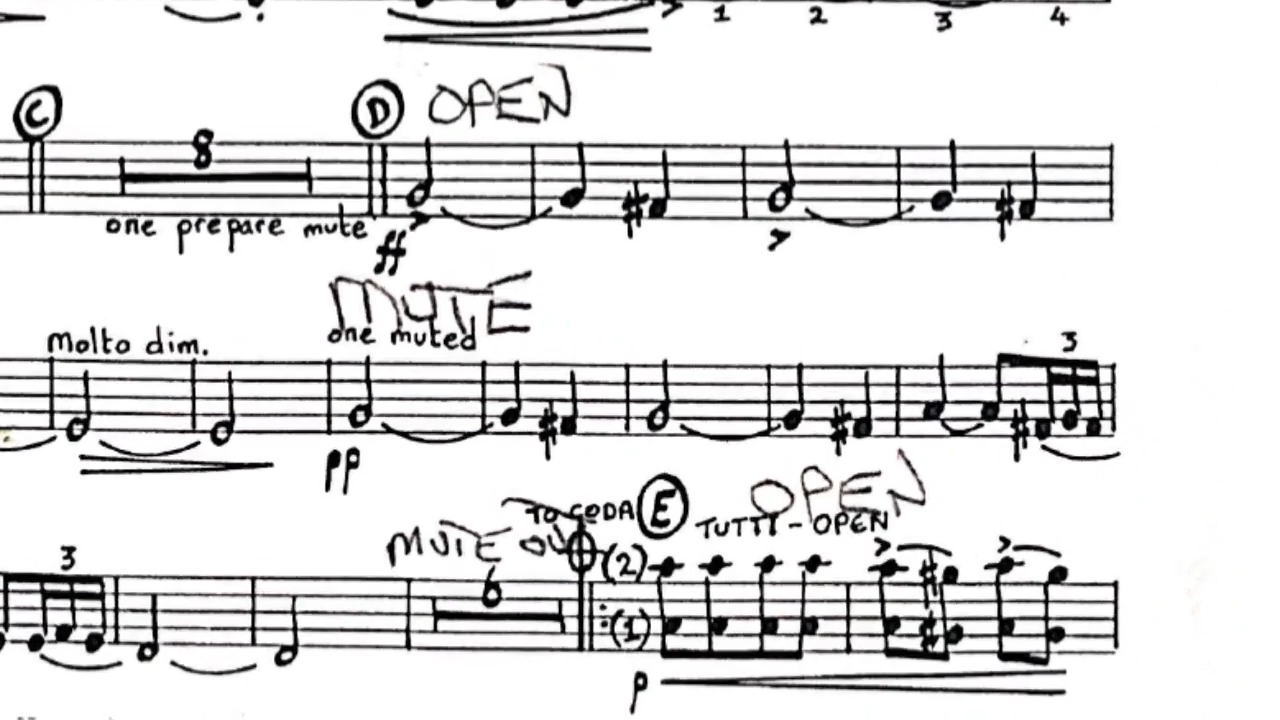 1 2 3 4
C D OPEN
8
one prepare mute
ff
MUTE
molto dim. one muted 3
pp
TO CODA E OPEN
MUTE OUT TUTTI - OPEN
3 6 (2)
(1)
p